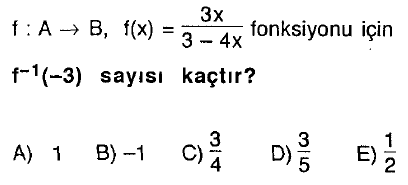 f : A → B, f(x) = 3x / (3 − 4x) fonksiyonu için
f⁻¹(−3) sayısı kaçtır?
A) 1 B) −1 C) 3/4 D) 3/5 E) 1/2